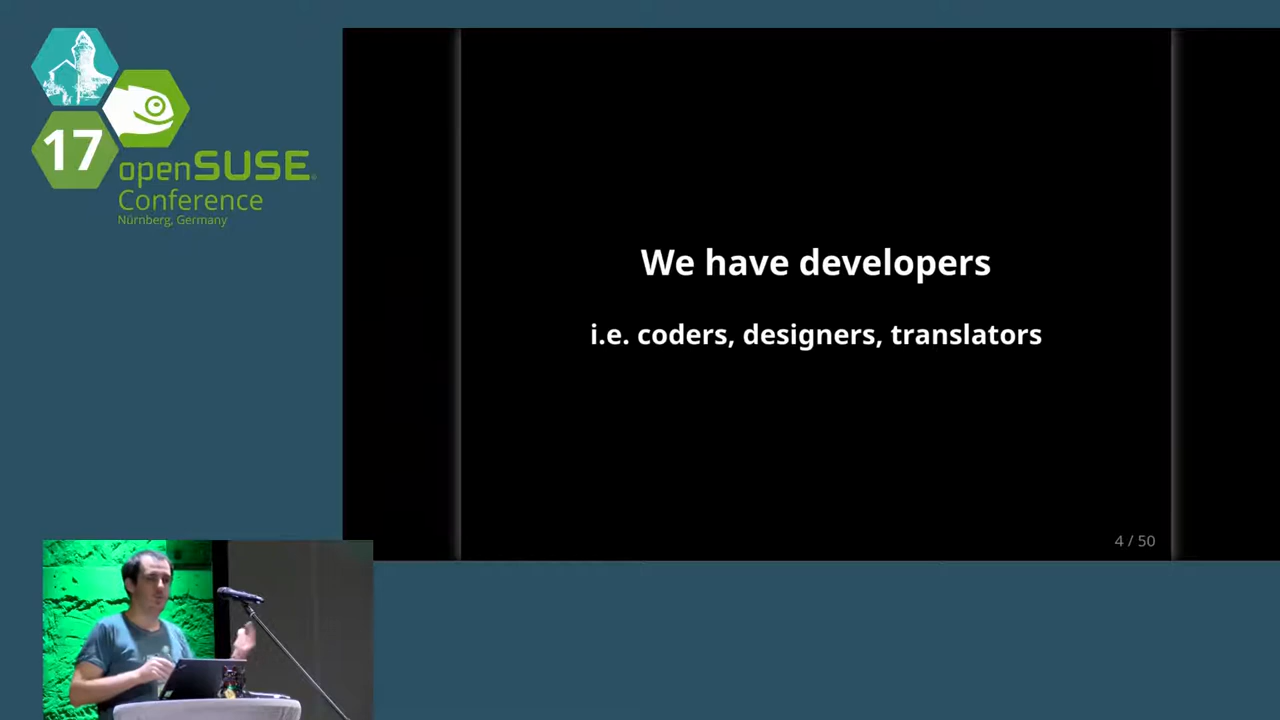 17
openSUSE
Conference
Nürnberg, Germany
We have developers
i.e. coders, designers, translators
4 / 50